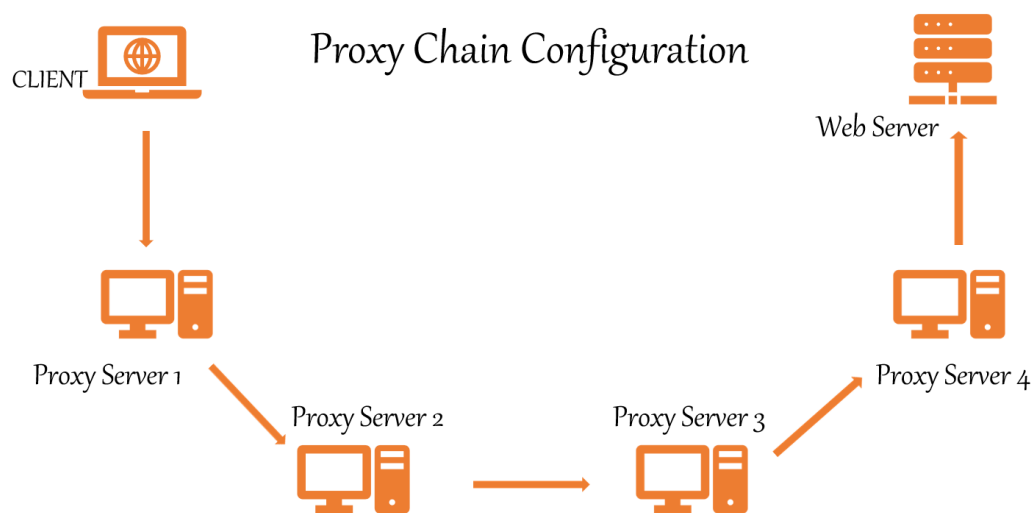 Proxy Chain Configuration
CLIENT
Web Server
Proxy Server 1
Proxy Server 2
Proxy Server 3
Proxy Server 4